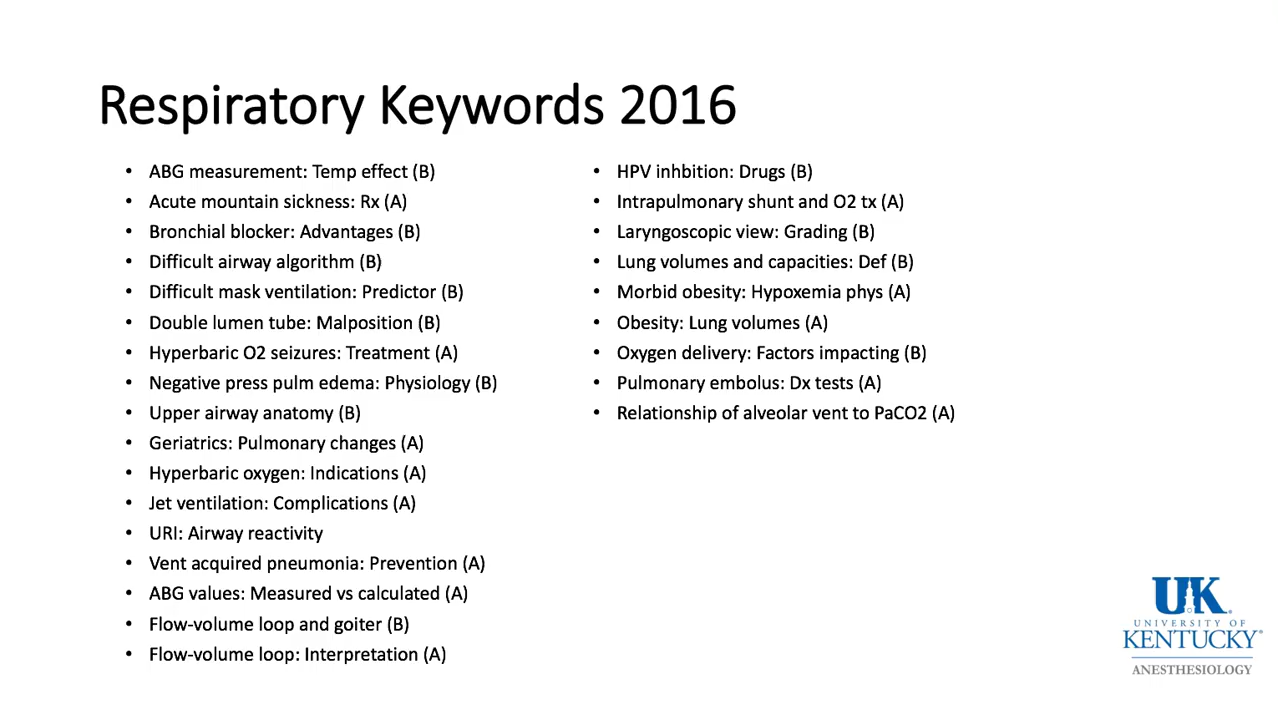 Respiratory Keywords 2016
• ABG measurement: Temp effect (B)
• Acute mountain sickness: Rx (A)
• Bronchial blocker: Advantages (B)
• Difficult airway algorithm (B)
• Difficult mask ventilation: Predictor (B)
• Double lumen tube: Malposition (B)
• Hyperbaric O2 seizures: Treatment (A)
• Negative press pulm edema: Physiology (B)
• Upper airway anatomy (B)
• Geriatrics: Pulmonary changes (A)
• Hyperbaric oxygen: Indications (A)
• Jet ventilation: Complications (A)
• URI: Airway reactivity
• Vent acquired pneumonia: Prevention (A)
• ABG values: Measured vs calculated (A)
• Flow-volume loop and goiter (B)
• Flow-volume loop: Interpretation (A)
• HPV inhbition: Drugs (B)
• Intrapulmonary shunt and O2 tx (A)
• Laryngoscopic view: Grading (B)
• Lung volumes and capacities: Def (B)
• Morbid obesity: Hypoxemia phys (A)
• Obesity: Lung volumes (A)
• Oxygen delivery: Factors impacting (B)
• Pulmonary embolus: Dx tests (A)
• Relationship of alveolar vent to PaCO2 (A)
UK
UNIVERSITY OF
KENTUCKY®
ANESTHESIOLOGY